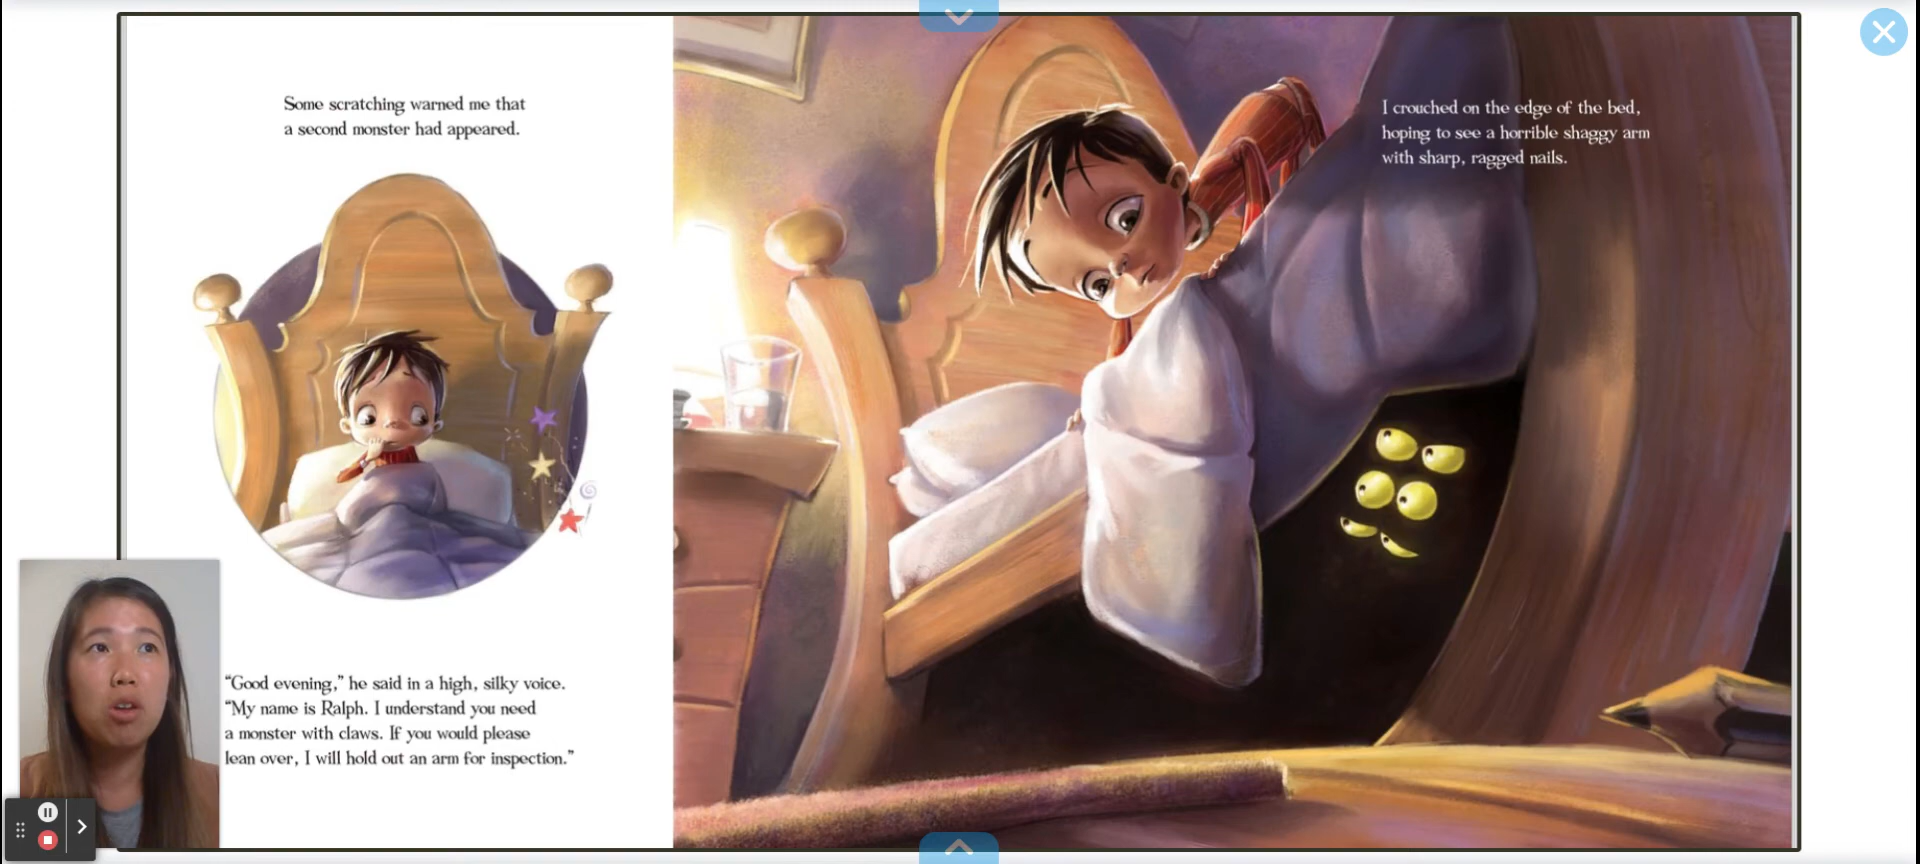 Some scratching warned me that
a second monster had appeared.
"Good evening," he said in a high, silky voice.
"My name is Ralph. I understand you need
a monster with claws. If you would please
lean over, I will hold out an arm for inspection."
I crouched on the edge of the bed,
hoping to see a horrible shaggy arm
with sharp, ragged nails.